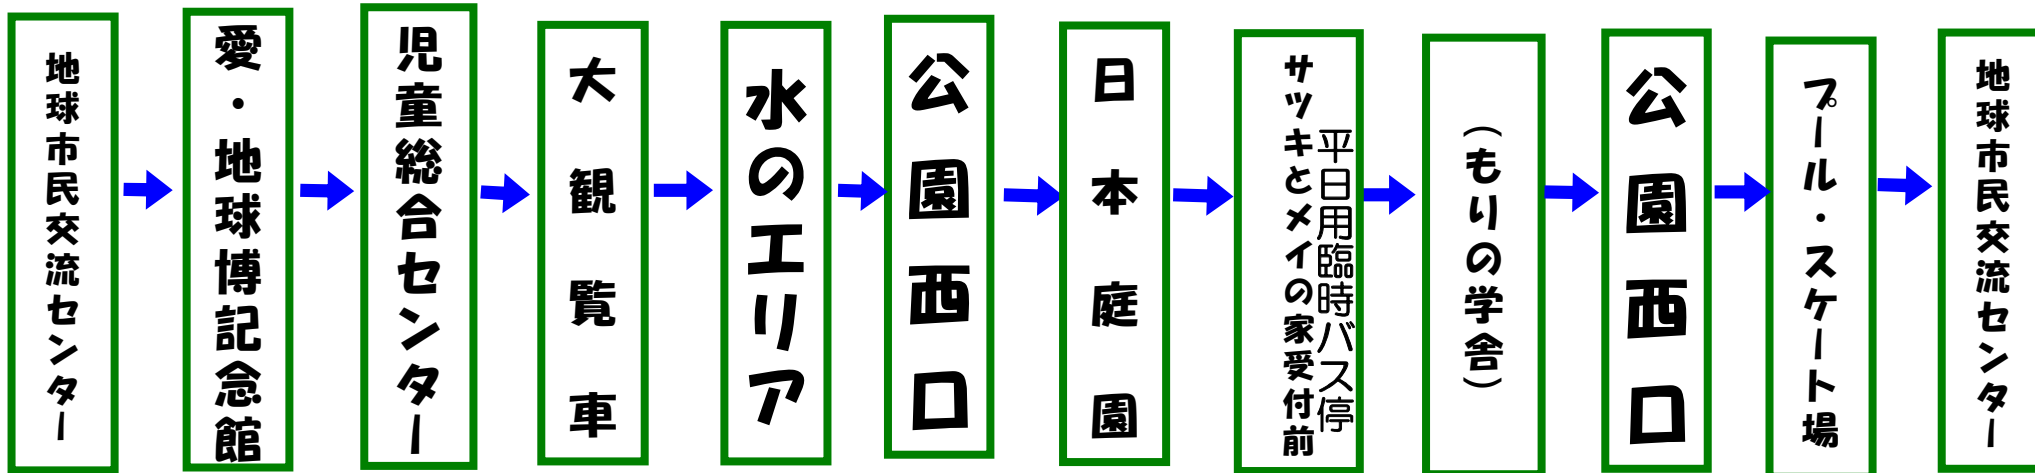 地球市民交流センター
愛・地球博記念館
児童総合センター
大観覧車
水のエリア
公園西口
日本庭園
平日用臨時バス停
サツキとメイの家受付前
（もりの学舎）
公園西口
プール・スケート場
地球市民交流センター